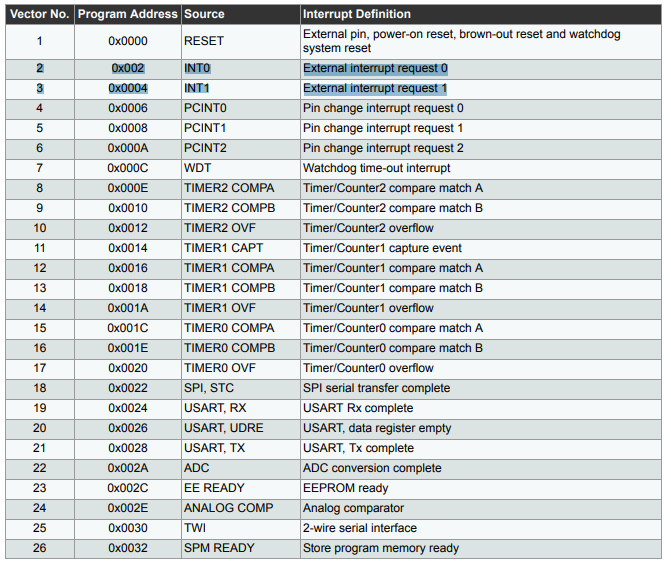 Vector No. Program Address Source Interrupt Definition
1 0x0000 RESET External pin, power-on reset, brown-out reset and watchdog
system reset
2 0x002 INT0 External interrupt request 0
3 0x0004 INT1 External interrupt request 1
4 0x0006 PCINT0 Pin change interrupt request 0
5 0x0008 PCINT1 Pin change interrupt request 1
6 0x000A PCINT2 Pin change interrupt request 2
7 0x000C WDT Watchdog time-out interrupt
8 0x000E TIMER2 COMPA Timer/Counter2 compare match A
9 0x0010 TIMER2 COMPB Timer/Counter2 compare match B
10 0x0012 TIMER2 OVF Timer/Counter2 overflow
11 0x0014 TIMER1 CAPT Timer/Counter1 capture event
12 0x0016 TIMER1 COMPA Timer/Counter1 compare match A
13 0x0018 TIMER1 COMPB Timer/Counter1 compare match B
14 0x001A TIMER1 OVF Timer/Counter1 overflow
15 0x001C TIMER0 COMPA Timer/Counter0 compare match A
16 0x001E TIMER0 COMPB Timer/Counter0 compare match B
17 0x0020 TIMER0 OVF Timer/Counter0 overflow
18 0x0022 SPI, STC SPI serial transfer complete
19 0x0024 USART, RX USART Rx complete
20 0x0026 USART, UDRE USART, data register empty
21 0x0028 USART, TX USART, Tx complete
22 0x002A ADC ADC conversion complete
23 0x002C EE READY EEPROM ready
24 0x002E ANALOG COMP Analog comparator
25 0x0030 TWI 2-wire serial interface
26 0x0032 SPM READY Store program memory ready